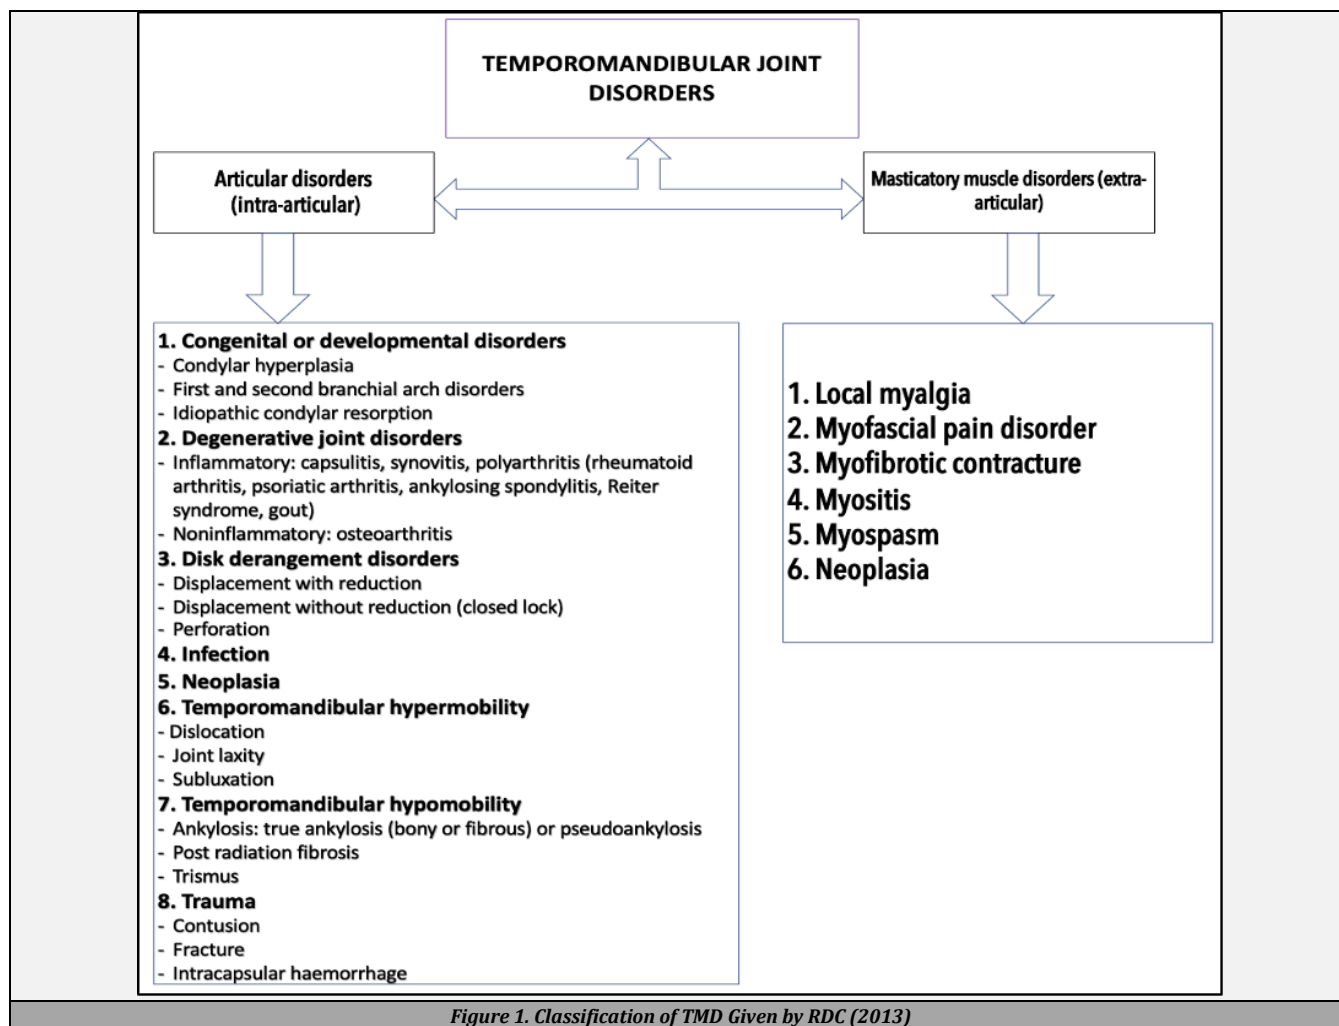 TEMPOROMANDIBULAR JOINT
DISORDERS
Articular disorders
(intra-articular)
Masticatory muscle disorders (extra-
articular)
1. Congenital or developmental disorders
- Condylar hyperplasia
- First and second branchial arch disorders
- Idiopathic condylar resorption
2. Degenerative joint disorders
- Inflammatory: capsulitis, synovitis, polyarthritis (rheumatoid
arthritis, psoriatic arthritis, ankylosing spondylitis, Reiter
syndrome, gout)
- Noninflammatory: osteoarthritis
3. Disk derangement disorders
- Displacement with reduction
- Displacement without reduction (closed lock)
- Perforation
4. Infection
5. Neoplasia
6. Temporomandibular hypermobility
- Dislocation
- Joint laxity
- Subluxation
7. Temporomandibular hypomobility
- Ankylosis: true ankylosis (bony or fibrous) or pseudoankylosis
- Post radiation fibrosis
- Trismus
8. Trauma
- Contusion
- Fracture
- Intracapsular haemorrhage
1. Local myalgia
2. Myofascial pain disorder
3. Myofibrotic contracture
4. Myositis
5. Myospasm
6. Neoplasia
Figure 1. Classification of TMD Given by RDC (2013)